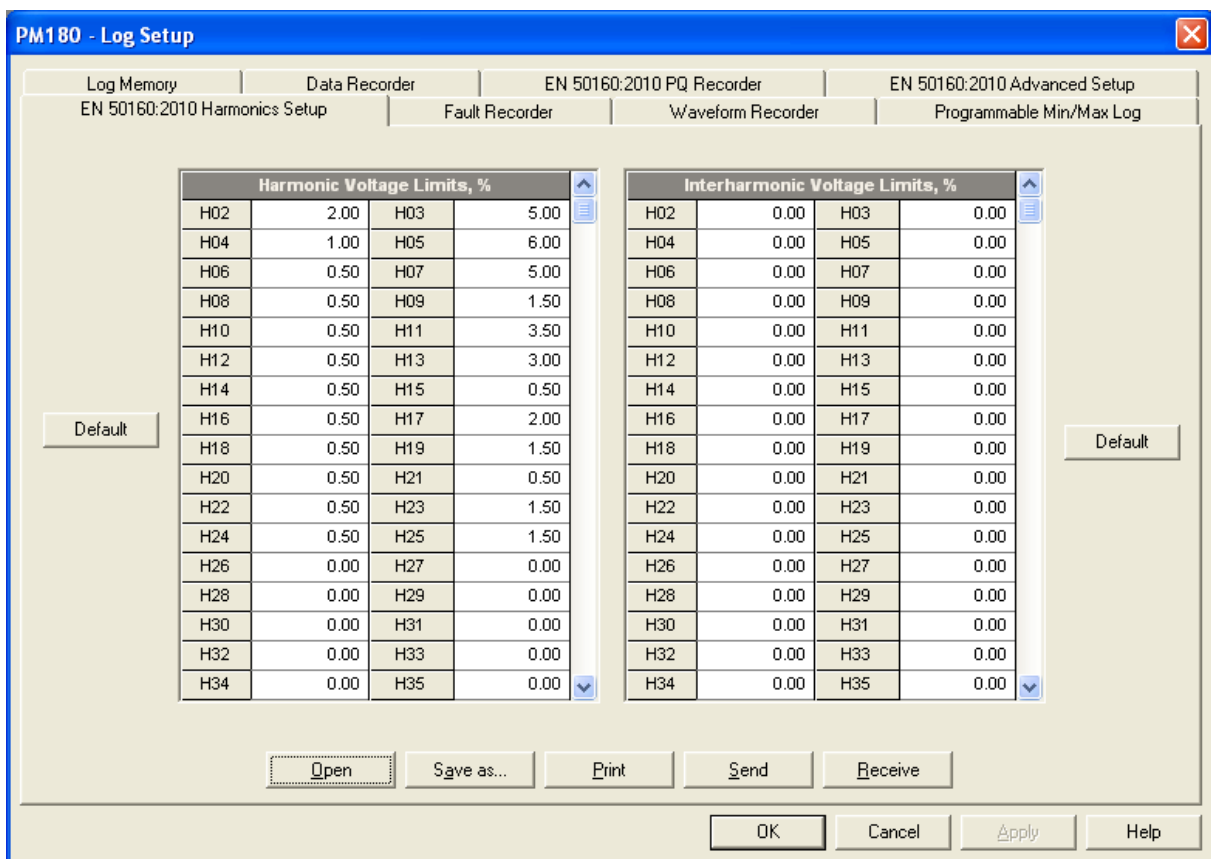 PM180 - Log Setup
Log Memory Data Recorder EN 50160:2010 PQ Recorder EN 50160:2010 Advanced Setup
EN 50160:2010 Harmonics Setup Fault Recorder Waveform Recorder Programmable Min/Max Log
Harmonic Voltage Limits, % Interharmonic Voltage Limits, %
H02 2.00 H03 5.00 H02 0.00 H03 0.00
H04 1.00 H05 6.00 H04 0.00 H05 0.00
H06 0.50 H07 5.00 H06 0.00 H07 0.00
H08 0.50 H09 1.50 H08 0.00 H09 0.00
H10 0.50 H11 3.50 H10 0.00 H11 0.00
H12 0.50 H13 3.00 H12 0.00 H13 0.00
H14 0.50 H15 0.50 H14 0.00 H15 0.00
H16 0.50 H17 2.00 H16 0.00 H17 0.00
Default
H18 0.50 H19 1.50 H18 0.00 H19 0.00
Default
H20 0.50 H21 0.50 H20 0.00 H21 0.00
H22 0.50 H23 1.50 H22 0.00 H23 0.00
H24 0.50 H25 1.50 H24 0.00 H25 0.00
H26 0.00 H27 0.00 H26 0.00 H27 0.00
H28 0.00 H29 0.00 H28 0.00 H29 0.00
H30 0.00 H31 0.00 H30 0.00 H31 0.00
H32 0.00 H33 0.00 H32 0.00 H33 0.00
H34 0.00 H35 0.00 H34 0.00 H35 0.00
Open Save as... Print Send Receive
OK Cancel Apply Help